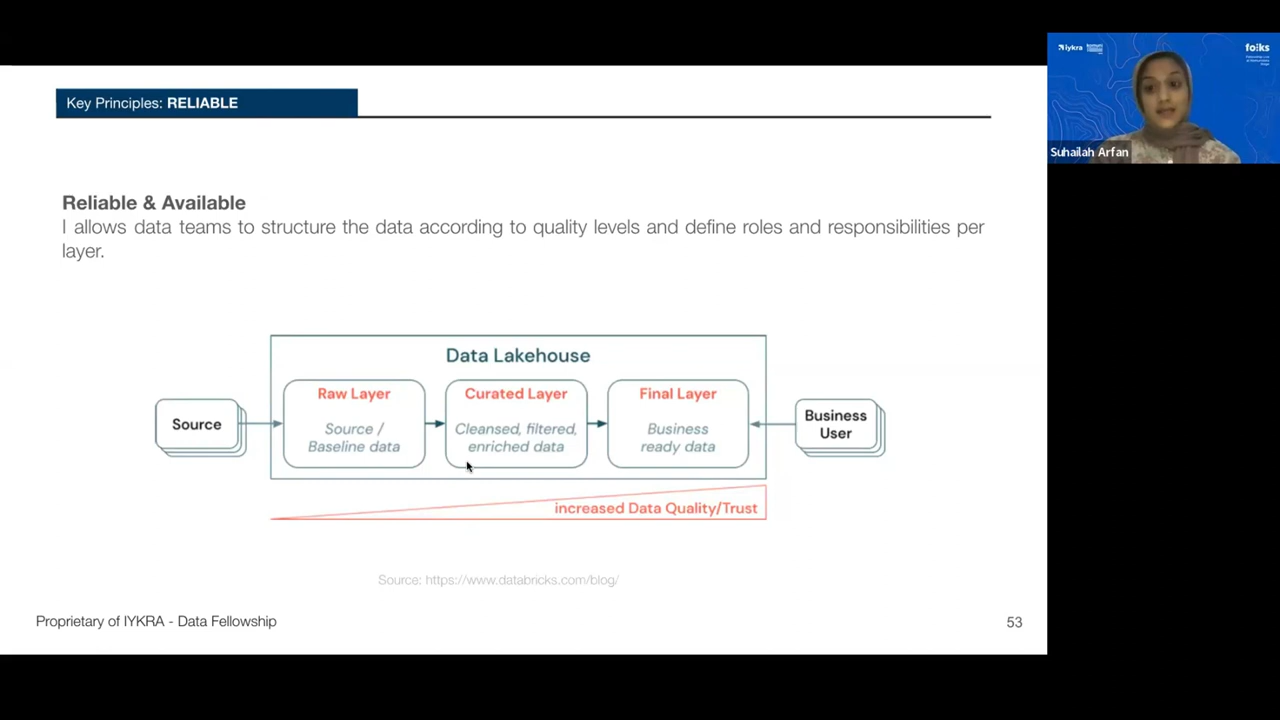 Key Principles: RELIABLE
iykra
fo:ks
Suhailah Arfan
Reliable & Available
I allows data teams to structure the data according to quality levels and define roles and responsibilities per
layer.
Data Lakehouse
Source
Raw Layer
Source /
Baseline data
Curated Layer
Cleansed, filtered,
enriched data
Final Layer
Business
ready data
Business
User
increased Data Quality/Trust
Source: https://www.databricks.com/blog/
Proprietary of IYKRA - Data Fellowship
53